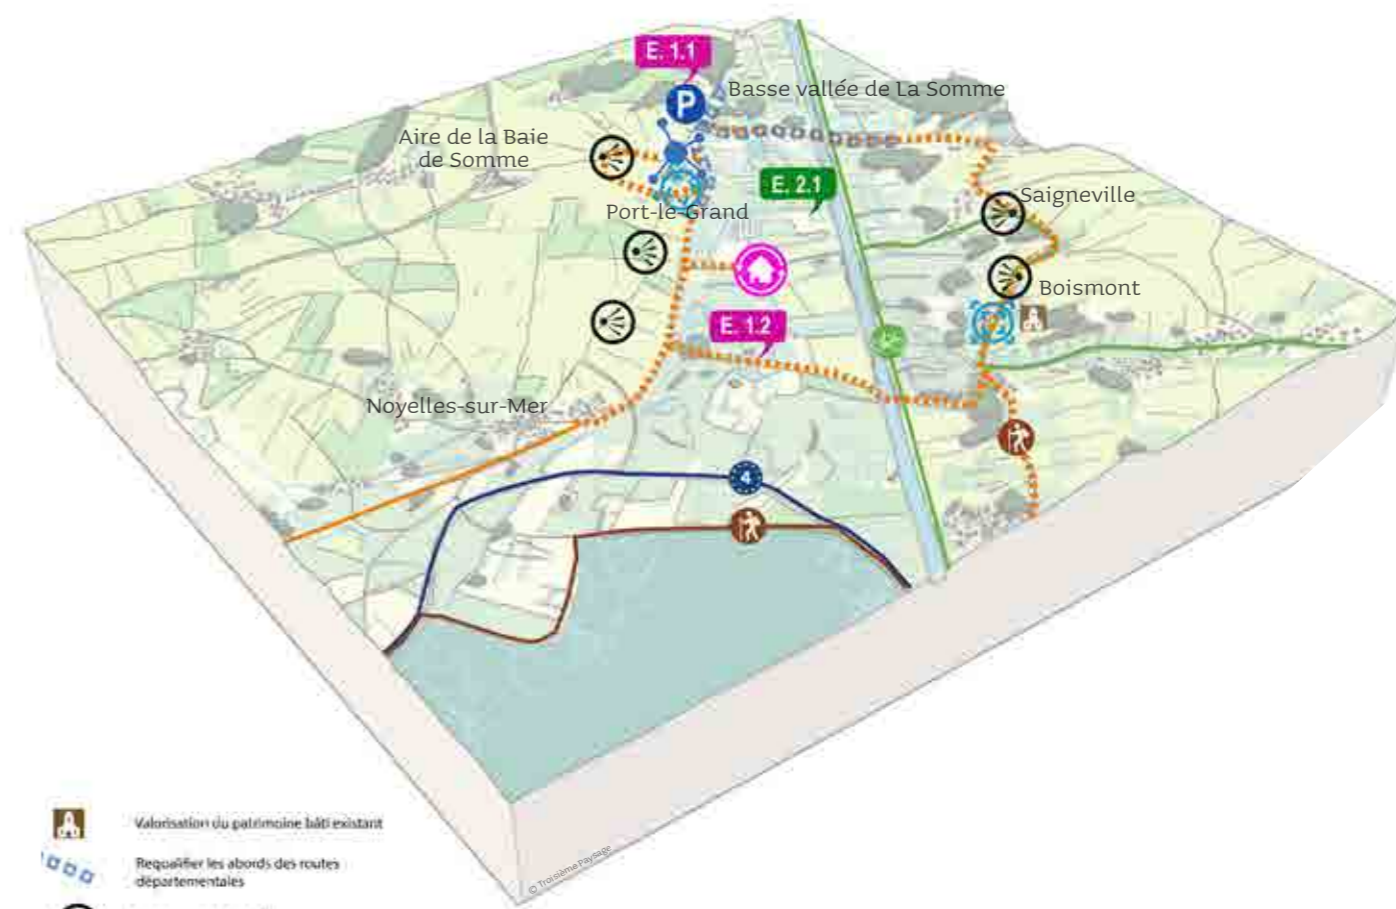 E. 1.1
P
Basse vallée de La Somme
Aire de la Baie
de Somme
E. 2.1
Saigneville
Port-le-Grand
Boismont
E. 1.2
Noyelles-sur-Mer
4
© Troisième Paysage
Valorisation du patrimoine bâti existant
Requalifier les abords des routes
départementales